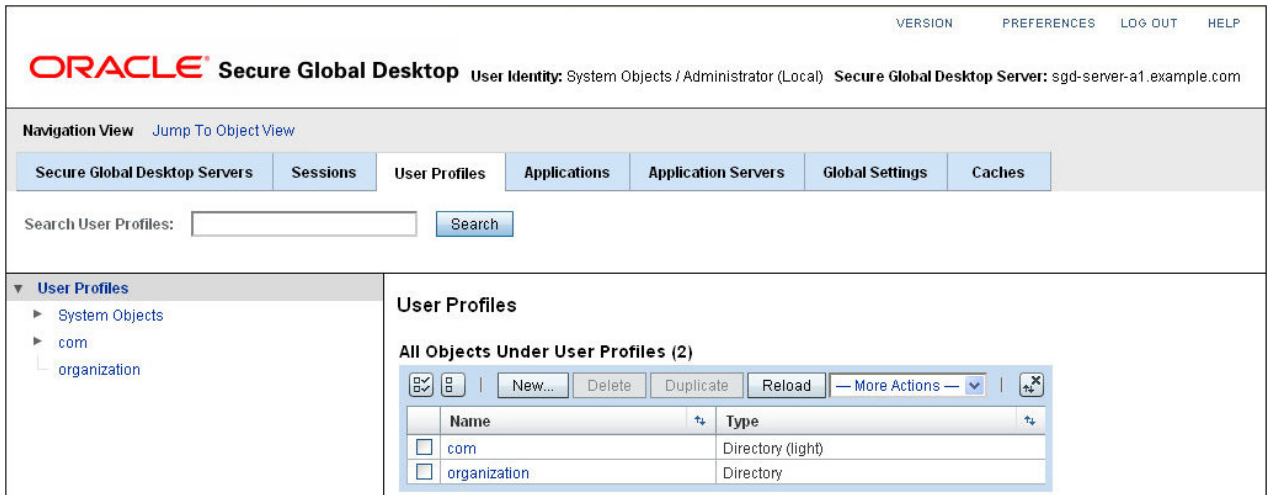 VERSION PREFERENCES LOG OUT HELP
ORACLE Secure Global Desktop User Identity: System Objects / Administrator (Local) Secure Global Desktop Server: sgd-server-a1.example.com
Navigation View Jump To Object View
Secure Global Desktop Servers Sessions User Profiles Applications Application Servers Global Settings Caches
Search User Profiles: Search
User Profiles
System Objects
com
organization
User Profiles
All Objects Under User Profiles (2)
New... Delete Duplicate Reload — More Actions —
Name Type
com Directory (light)
organization Directory